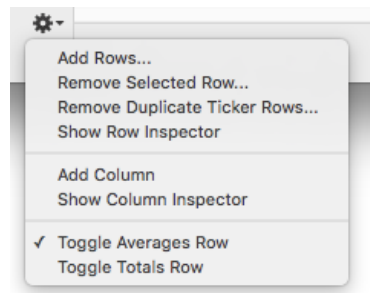 Add Rows...
Remove Selected Row...
Remove Duplicate Ticker Rows...
Show Row Inspector
Add Column
Show Column Inspector
✓ Toggle Averages Row
Toggle Totals Row